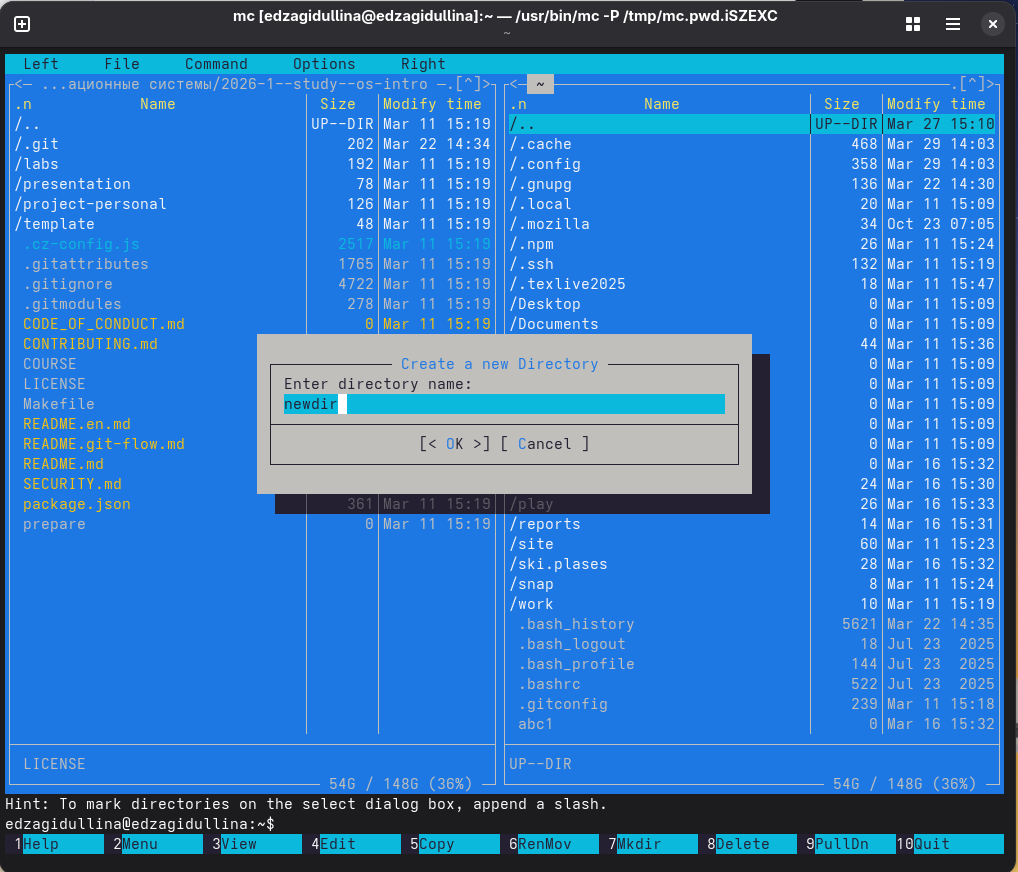 mc [edzagidullina@edzagidullina]:~ — /usr/bin/mc -P /tmp/mc.pwd.iSZEXC
~
Left File Command Options Right
<— ...ационные системы/2026-1--study--os-intro —.[^]>
.n Name Size Modify time
/.. UP--DIR Mar 11 15:19
/.git 202 Mar 22 14:34
/labs 192 Mar 11 15:19
/presentation 78 Mar 11 15:19
/project-personal 126 Mar 11 15:19
/template 48 Mar 11 15:19
.cz-config.js 2517 Mar 11 15:19
.gitattributes 1765 Mar 11 15:19
.gitignore 4722 Mar 11 15:19
.gitmodules 278 Mar 11 15:19
CODE_OF_CONDUCT.md 0 Mar 11 15:19
CONTRIBUTING.md
COURSE
LICENSE
Makefile
README.en.md
README.git-flow.md
README.md
SECURITY.md
package.json 361 Mar 11 15:19
prepare 0 Mar 11 15:19
LICENSE
54G / 148G (36%)
<— ~ .[^]>
.n Name Size Modify time
/.. UP--DIR Mar 27 15:10
/.cache 468 Mar 29 14:03
/.config 358 Mar 29 14:03
/.gnupg 136 Mar 22 14:30
/.local 20 Mar 11 15:09
/.mozilla 34 Oct 23 07:05
/.npm 26 Mar 11 15:24
/.ssh 132 Mar 11 15:19
/.texlive2025 18 Mar 11 15:47
/Desktop 0 Mar 11 15:09
/Documents 0 Mar 11 15:09
44 Mar 11 15:36
0 Mar 11 15:09
0 Mar 11 15:09
0 Mar 11 15:09
0 Mar 11 15:09
0 Mar 11 15:09
0 Mar 16 15:32
24 Mar 16 15:30
/play 26 Mar 16 15:33
/reports 14 Mar 16 15:31
/site 60 Mar 11 15:23
/ski.plases 28 Mar 16 15:32
/snap 8 Mar 11 15:24
/work 10 Mar 11 15:19
.bash_history 5621 Mar 22 14:35
.bash_logout 18 Jul 23 2025
.bash_profile 144 Jul 23 2025
.bashrc 522 Jul 23 2025
.gitconfig 239 Mar 11 15:18
abc1 0 Mar 16 15:32
UP--DIR
54G / 148G (36%)
Create a new Directory
Enter directory name:
newdir
[< OK >] [ Cancel ]
Hint: To mark directories on the select dialog box, append a slash.
edzagidullina@edzagidullina:~$
1Help 2Menu 3View 4Edit 5Copy 6RenMov 7Mkdir 8Delete 9PullDn 10Quit